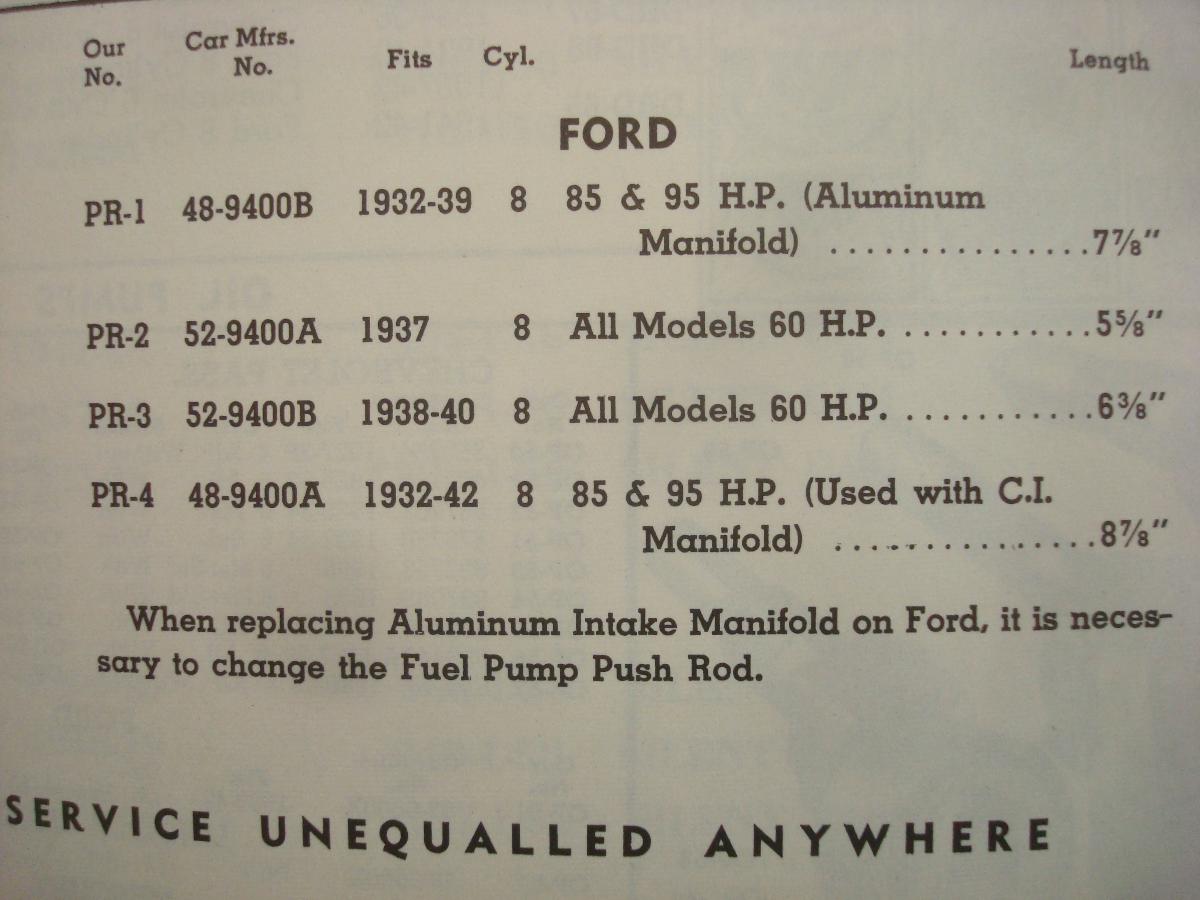 Our No. Car Mfrs. No. Fits Cyl. Length
FORD
PR-1 48-9400B 1932-39 8 85 & 95 H.P. (Aluminum
Manifold) ................7⅞"
PR-2 52-9400A 1937 8 All Models 60 H.P. ............5⅝"
PR-3 52-9400B 1938-40 8 All Models 60 H.P. ............6⅜"
PR-4 48-9400A 1932-42 8 85 & 95 H.P. (Used with C.I.
Manifold) ................8⅞"
When replacing Aluminum Intake Manifold on Ford, it is neces-
sary to change the Fuel Pump Push Rod.
SERVICE UNEQUALLED ANYWHERE